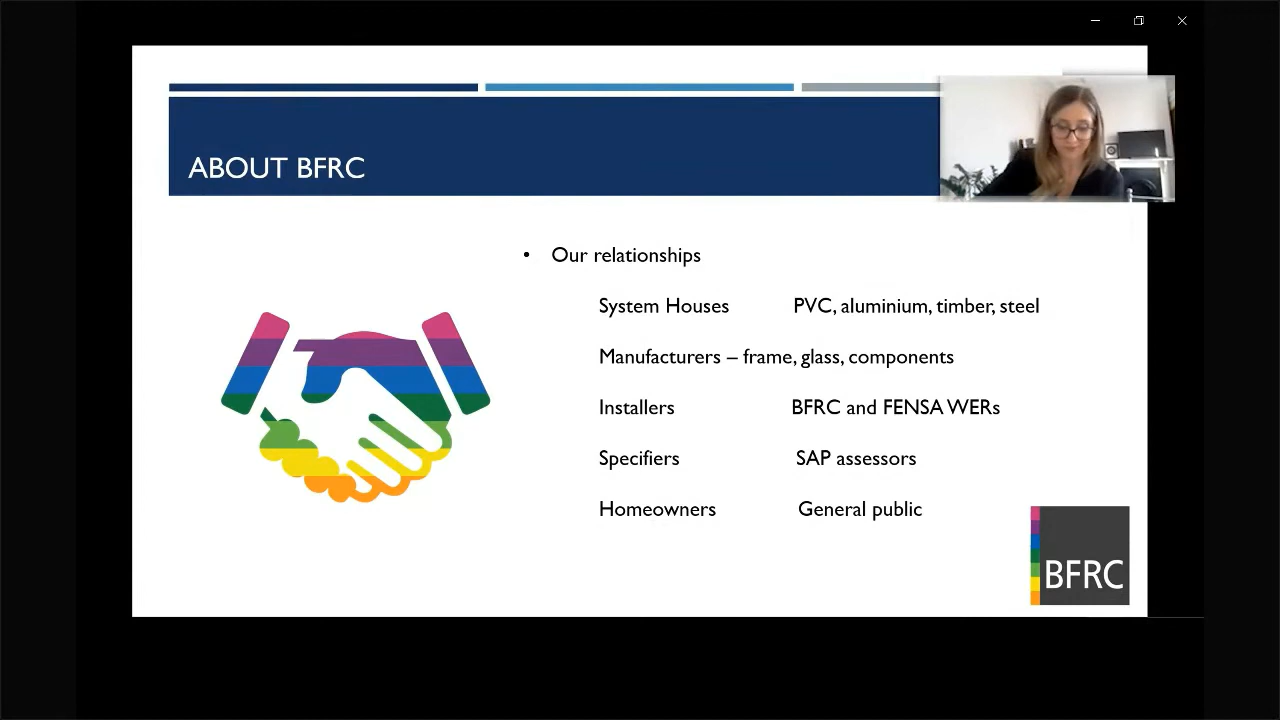 ABOUT BFRC
• Our relationships
System Houses PVC, aluminium, timber, steel
Manufacturers – frame, glass, components
Installers BFRC and FENSA WERs
Specifiers SAP assessors
Homeowners General public
BFRC